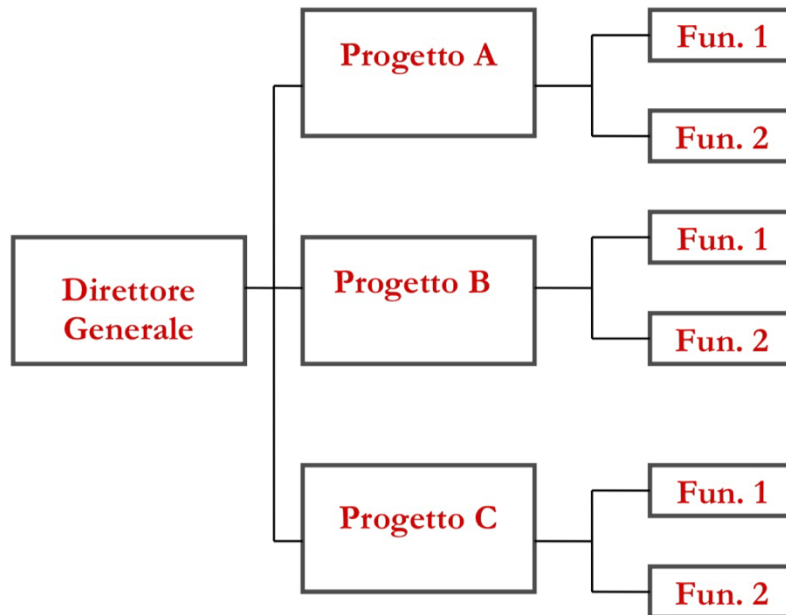 Direttore
Generale
Progetto A
Fun. 1
Fun. 2
Progetto B
Fun. 1
Fun. 2
Progetto C
Fun. 1
Fun. 2